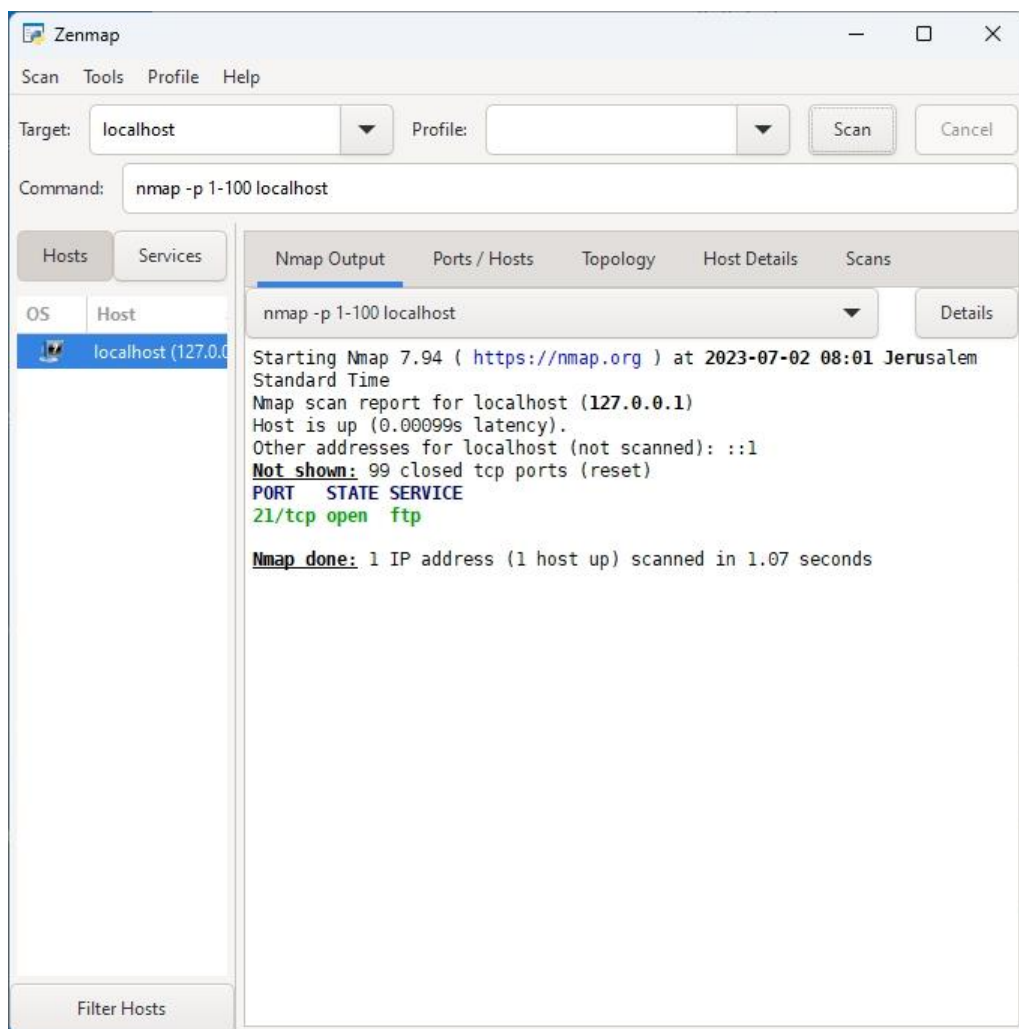 Zenmap
Scan Tools Profile Help
Target: localhost Profile: Scan Cancel
Command: nmap -p 1-100 localhost
Hosts Services
Nmap Output Ports / Hosts Topology Host Details Scans
OS Host
nmap -p 1-100 localhost Details
localhost (127.0.0
Starting Nmap 7.94 ( https://nmap.org ) at 2023-07-02 08:01 Jerusalem
Standard Time
Nmap scan report for localhost (127.0.0.1)
Host is up (0.00099s latency).
Other addresses for localhost (not scanned): ::1
Not shown: 99 closed tcp ports (reset)
PORT STATE SERVICE
21/tcp open ftp
Nmap done: 1 IP address (1 host up) scanned in 1.07 seconds
Filter Hosts